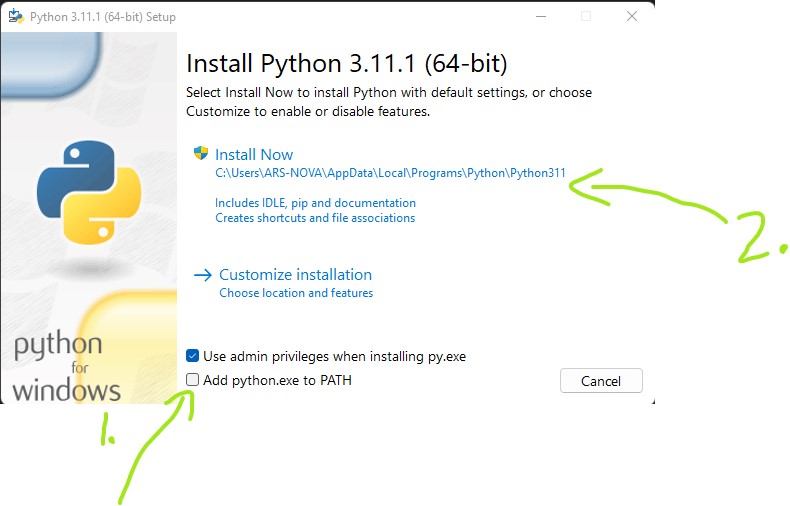 Python 3.11.1 (64-bit) Setup
Install Python 3.11.1 (64-bit)
Select Install Now to install Python with default settings, or choose
Customize to enable or disable features.
Install Now
C:\Users\ARS-NOVA\AppData\Local\Programs\Python\Python311
Includes IDLE, pip and documentation
Creates shortcuts and file associations
2.
Customize installation
Choose location and features
python
for
windows
Use admin privileges when installing py.exe
Add python.exe to PATH
Cancel
1.